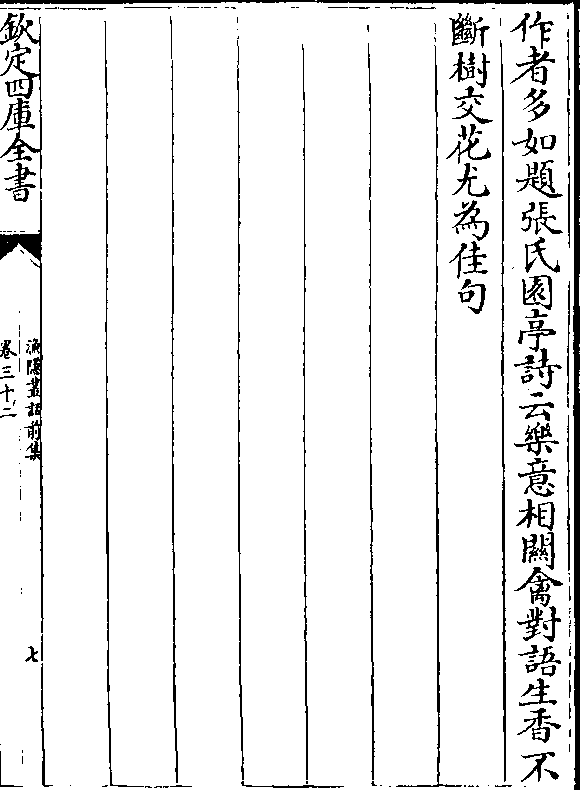 作者多如題張氏園亭詩云樂意相關禽對語生香不
斷樹交花尤為佳句
欽定四庫全書
漁隱叢話前集
卷三十二
七